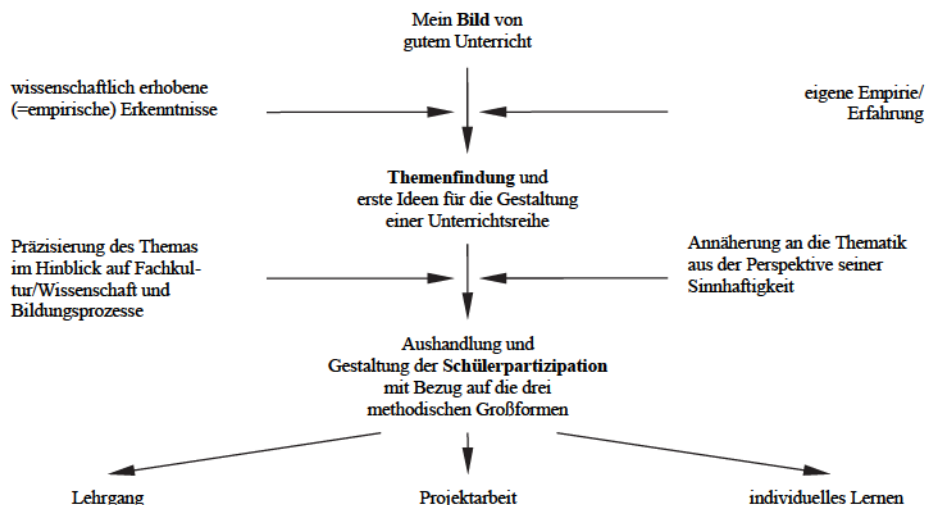 Mein Bild von
gutem Unterricht
wissenschaftlich erhobene
(=empirische) Erkenntnisse
eigene Empirie/
Erfahrung
Themenfindung und
erste Ideen für die Gestaltung
einer Unterrichtsreihe
Präzisierung des Themas
im Hinblick auf Fachkul-
tur/Wissenschaft und
Bildungsprozesse
Annäherung an die Thematik
aus der Perspektive seiner
Sinnhaftigkeit
Aushandlung und
Gestaltung der Schülerpartizipation
mit Bezug auf die drei
methodischen Großformen
Lehrgang
Projektarbeit
individuelles Lernen